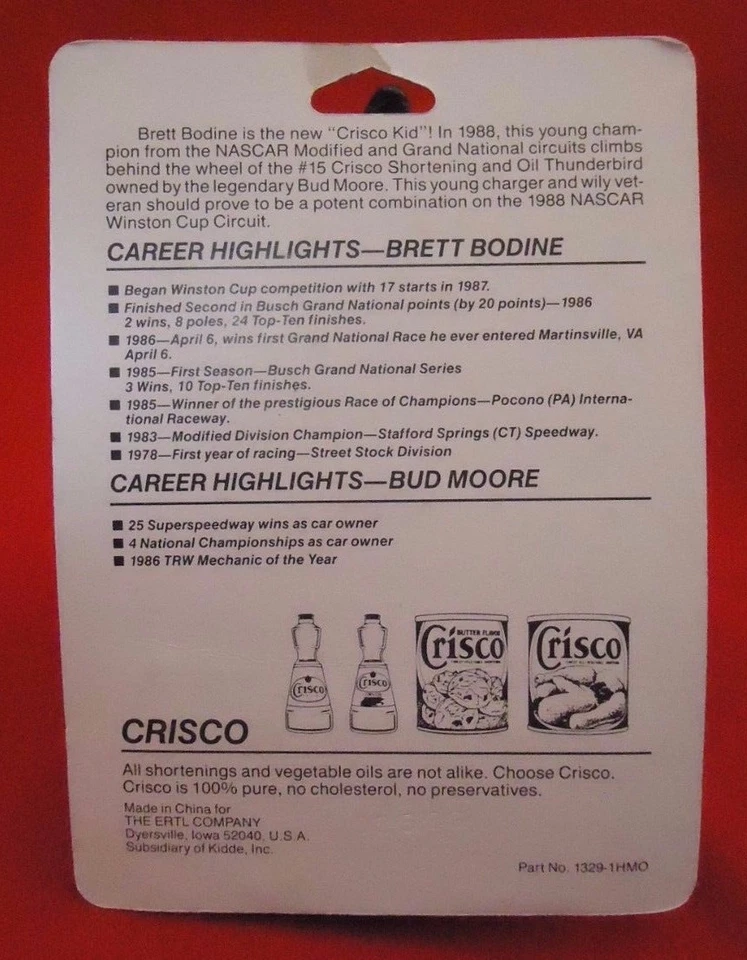 Brett Bodine is the new "Crisco Kid"! In 1988, this young cham-
pion from the NASCAR Modified and Grand National circuits climbs
behind the wheel of the #15 Crisco Shortening and Oil Thunderbird
owned by the legendary Bud Moore. This young charger and wily vet-
eran should prove to be a potent combination on the 1988 NASCAR
Winston Cup Circuit.
CAREER HIGHLIGHTS—BRETT BODINE
■ Began Winston Cup competition with 17 starts in 1987.
■ Finished Second in Busch Grand National points (by 20 points)—1986
2 wins, 8 poles, 24 Top-Ten finishes.
■ 1986—April 6, wins first Grand National Race he ever entered Martinsville, VA
April 6.
■ 1985—First Season—Busch Grand National Series
3 Wins, 10 Top-Ten finishes.
■ 1985—Winner of the prestigious Race of Champions—Pocono (PA) Interna-
tional Raceway.
■ 1983—Modified Division Champion—Stafford Springs (CT) Speedway.
■ 1978—First year of racing—Street Stock Division
CAREER HIGHLIGHTS—BUD MOORE
■ 25 Superspeedway wins as car owner
■ 4 National Championships as car owner
■ 1986 TRW Mechanic of the Year
BUTTER FLAVOR
Crisco
Crisco
Crisco
Crisco
CRISCO
All shortenings and vegetable oils are not alike. Choose Crisco.
Crisco is 100% pure, no cholesterol, no preservatives.
Made in China for
THE ERTL COMPANY
Dyersville, Iowa 52040, U.S.A.
Subsidiary of Kidde, Inc.
Part No. 1329-1HMO